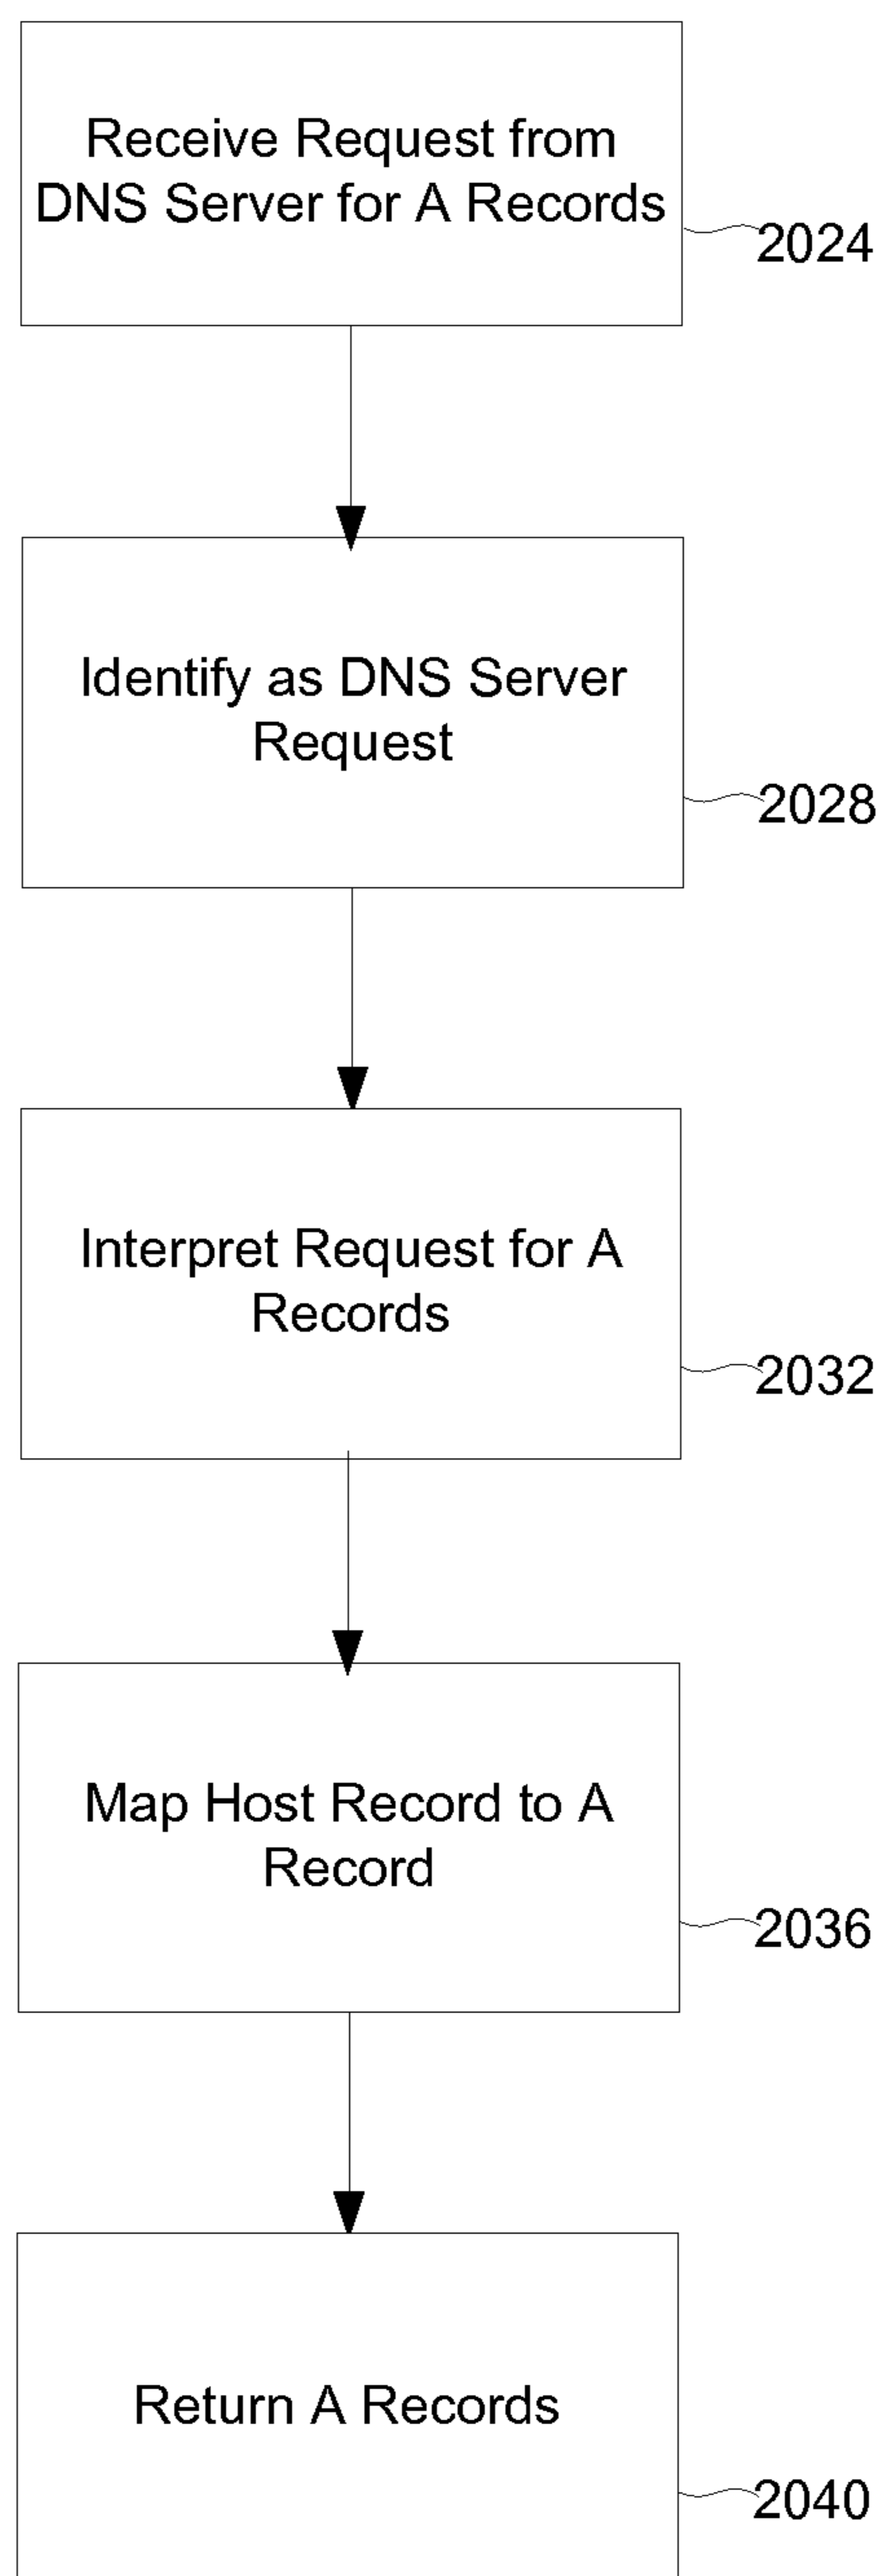 Receive Request from
DNS Server for A Records
2024
Identify as DNS Server
Request
2028
Interpret Request for A
Records
2032
Map Host Record to A
Record
2036
Return A Records
2040